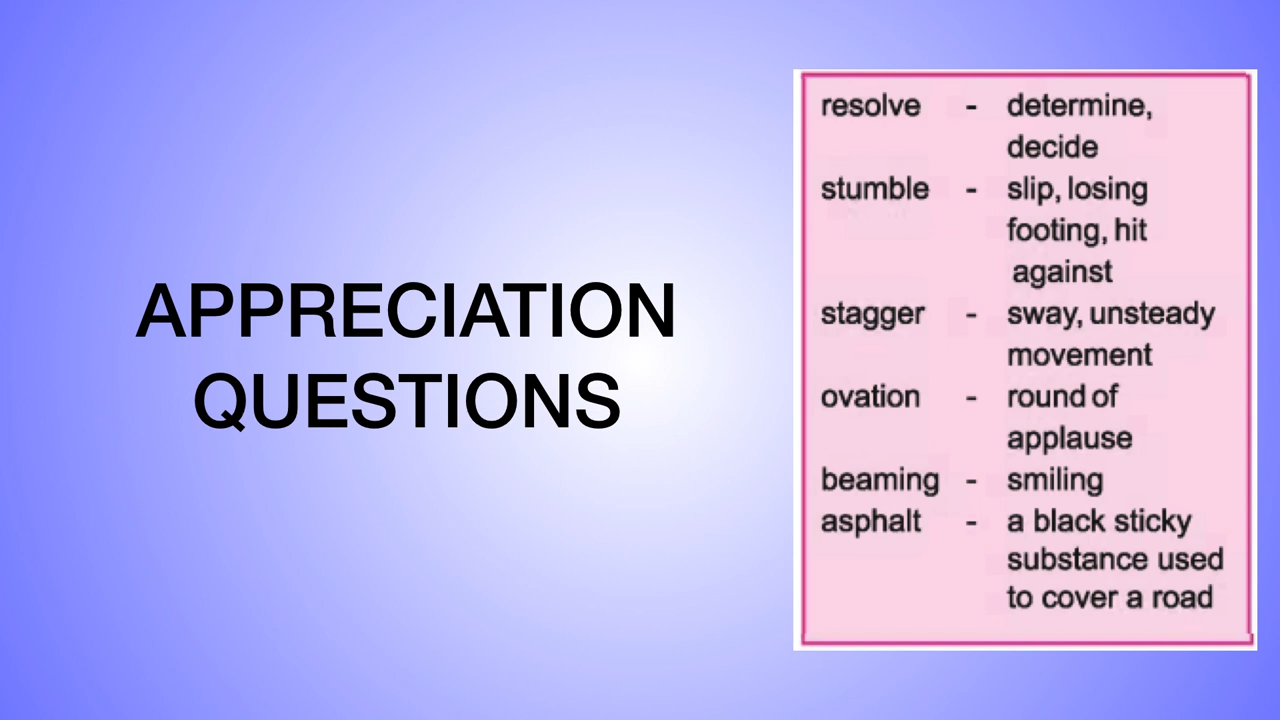 APPRECIATION
QUESTIONS
resolve - determine,
decide
stumble - slip, losing
footing, hit
against
stagger - sway, unsteady
movement
ovation - round of
applause
beaming - smiling
asphalt - a black sticky
substance used
to cover a road